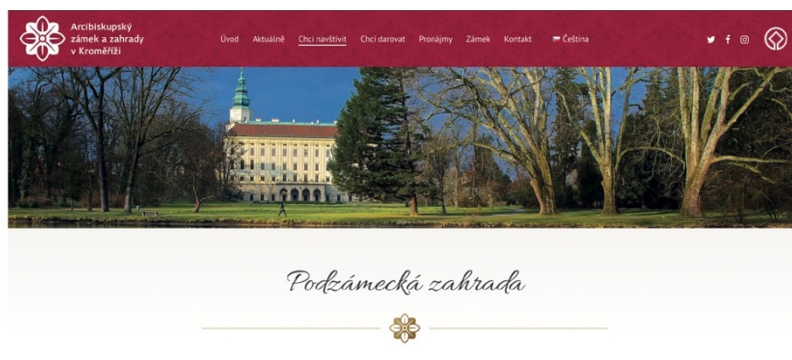 Arcibiskupský
zámek a zahrady
v Kroměříži
Úvod Aktuálně Chci navštívit Chci darovat Pronájmy Zámek Kontakt Čeština
Podzámecká zahrada